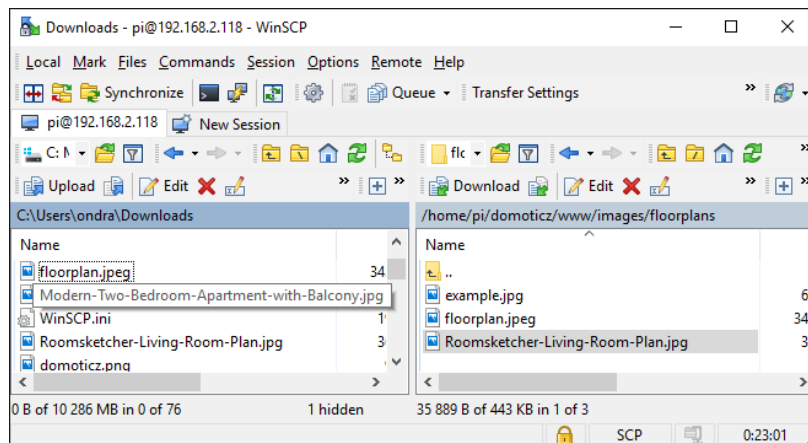 Downloads - pi@192.168.2.118 - WinSCP
Local Mark Files Commands Session Options Remote Help
Synchronize Queue Transfer Settings
pi@192.168.2.118 New Session
C: flc
Upload Edit Download Edit
C:\Users\ondra\Downloads /home/pi/domoticz/www/images/floorplans
Name Name
floorplan.jpeg 34 ..
Modern-Two-Bedroom-Apartment-with-Balcony.jpg example.jpg 6
WinSCP.ini 1 floorplan.jpeg 34
Roomsketcher-Living-Room-Plan.jpg 3 Roomsketcher-Living-Room-Plan.jpg 3
domoticz.png
0 B of 10 286 MB in 0 of 76 1 hidden 35 889 B of 443 KB in 1 of 3
SCP 0:23:01